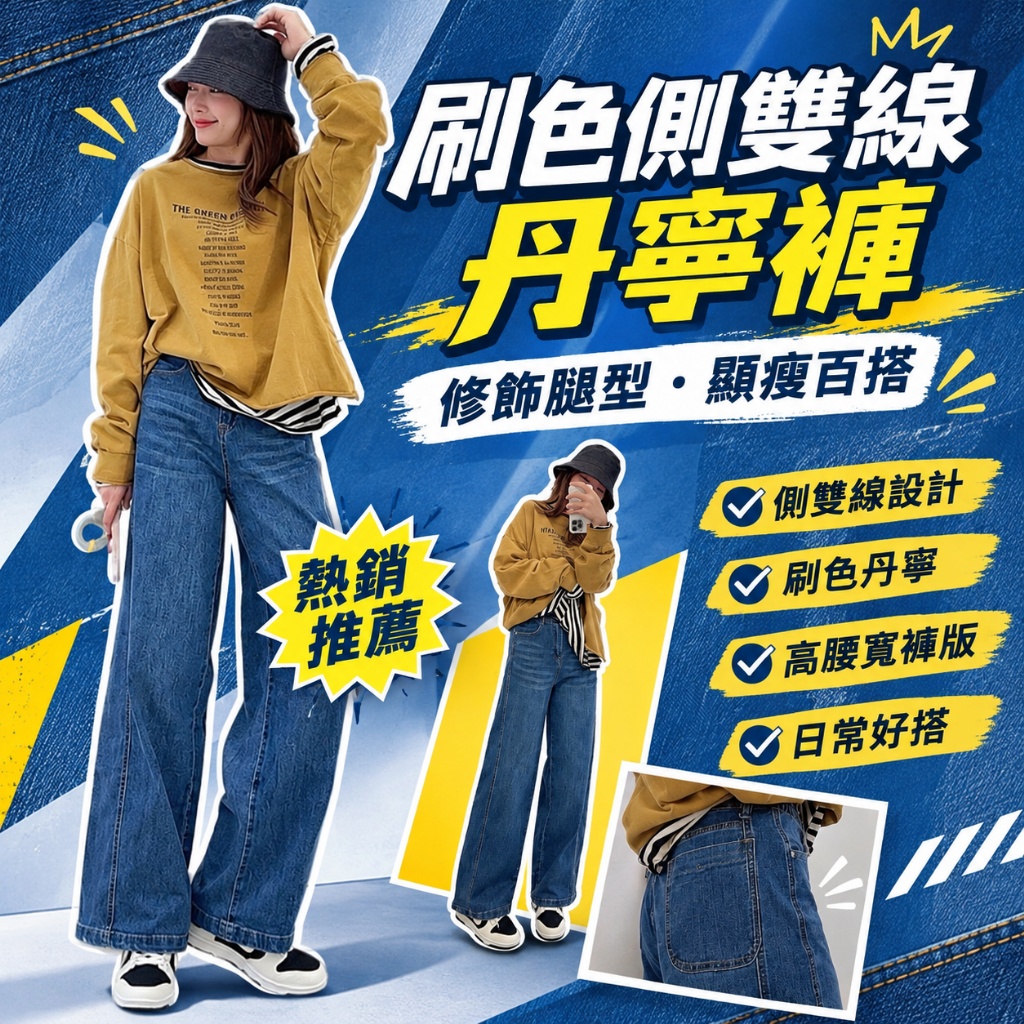 刷色側雙線
丹寧褲
修飾腿型・顯瘦百搭
側雙線設計
刷色丹寧
高腰寬褲版
日常好搭
熱銷
推薦
THE